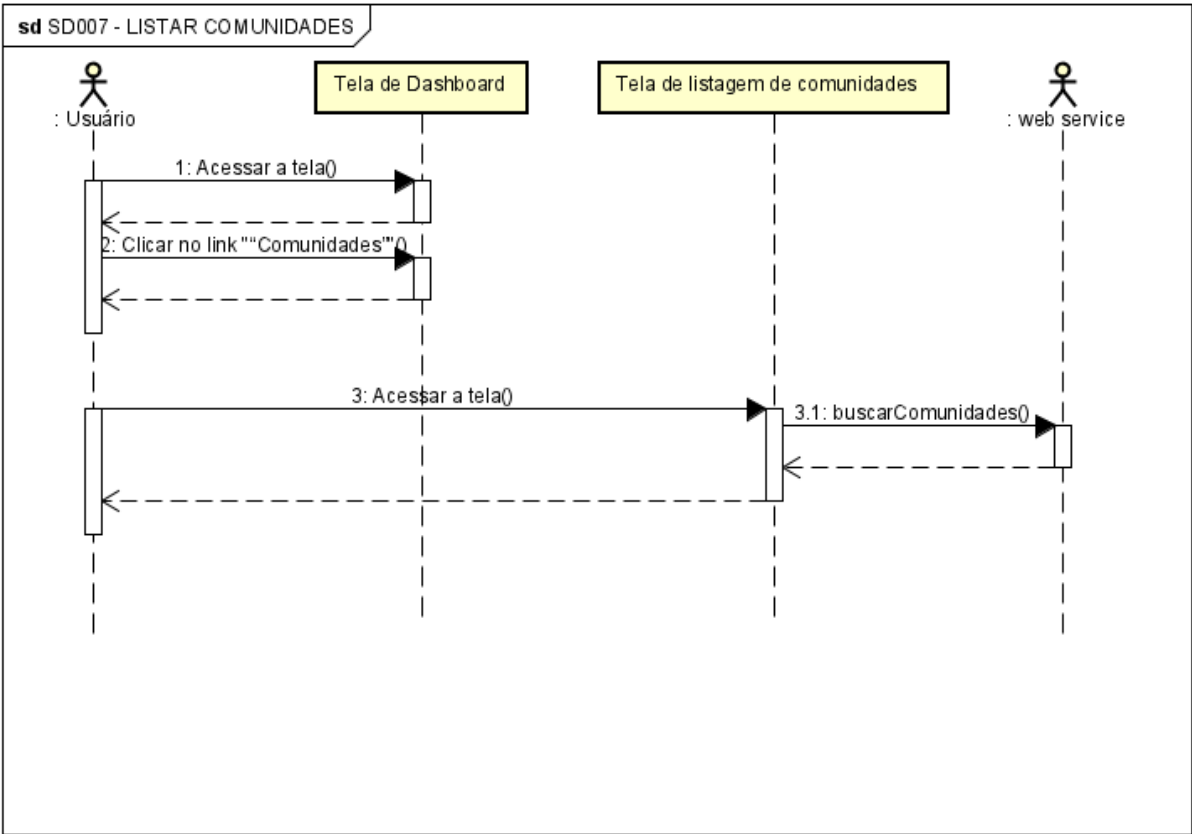 sd SD007 - LISTAR COMUNIDADES
: Usuário
Tela de Dashboard
Tela de listagem de comunidades
: web service
1: Acessar a tela()
2: Clicar no link "“Comunidades”"()
3: Acessar a tela()
3.1: buscarComunidades()